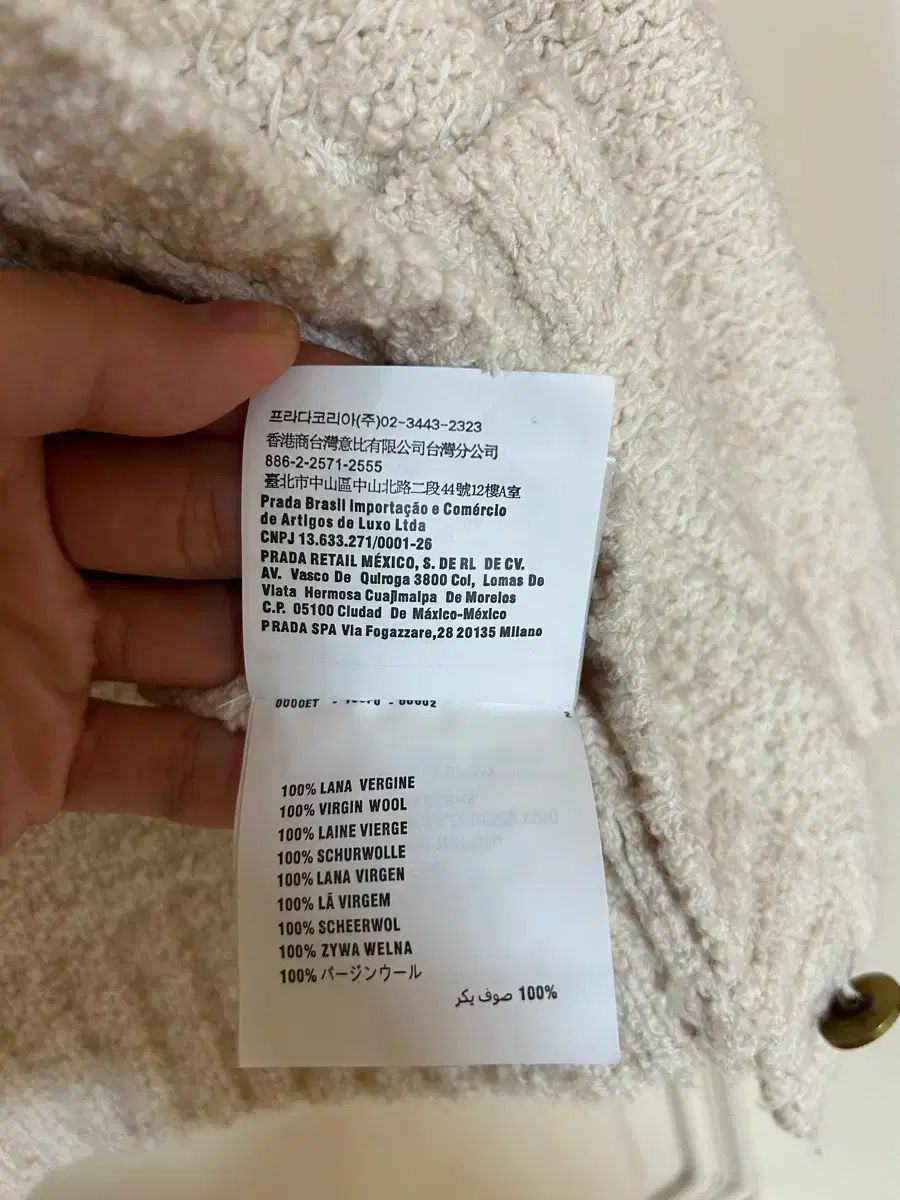 프라다코리아(주)02-3443-2323
香港商台灣意比有限公司台灣分公司
886-2-2571-2555
臺北市中山區中山北路二段44號12樓A室
Prada Brasil Importação e Comércio
de Artigos de Luxo Ltda
CNPJ 13.633.271/0001-26
PRADA RETAIL MÉXICO, S. DE RL DE CV.
AV. Vasco De Quiroga 3800 Col, Lomas De
Vlata Hermosa Cuajlmalpa De Morelos
C.P. 05100 Cludad De Máxico-México
PRADA SPA Via Fogazzare,28 20135 Milano
2
100% LANA VERGINE
100% VIRGIN WOOL
100% LAINE VIERGE
100% SCHURWOLLE
100% LANA VIRGEN
100% LÃ VIRGEM
100% SCHEERWOL
100% ZYWA WELNA
100% バージンウール
100% صوف يكر